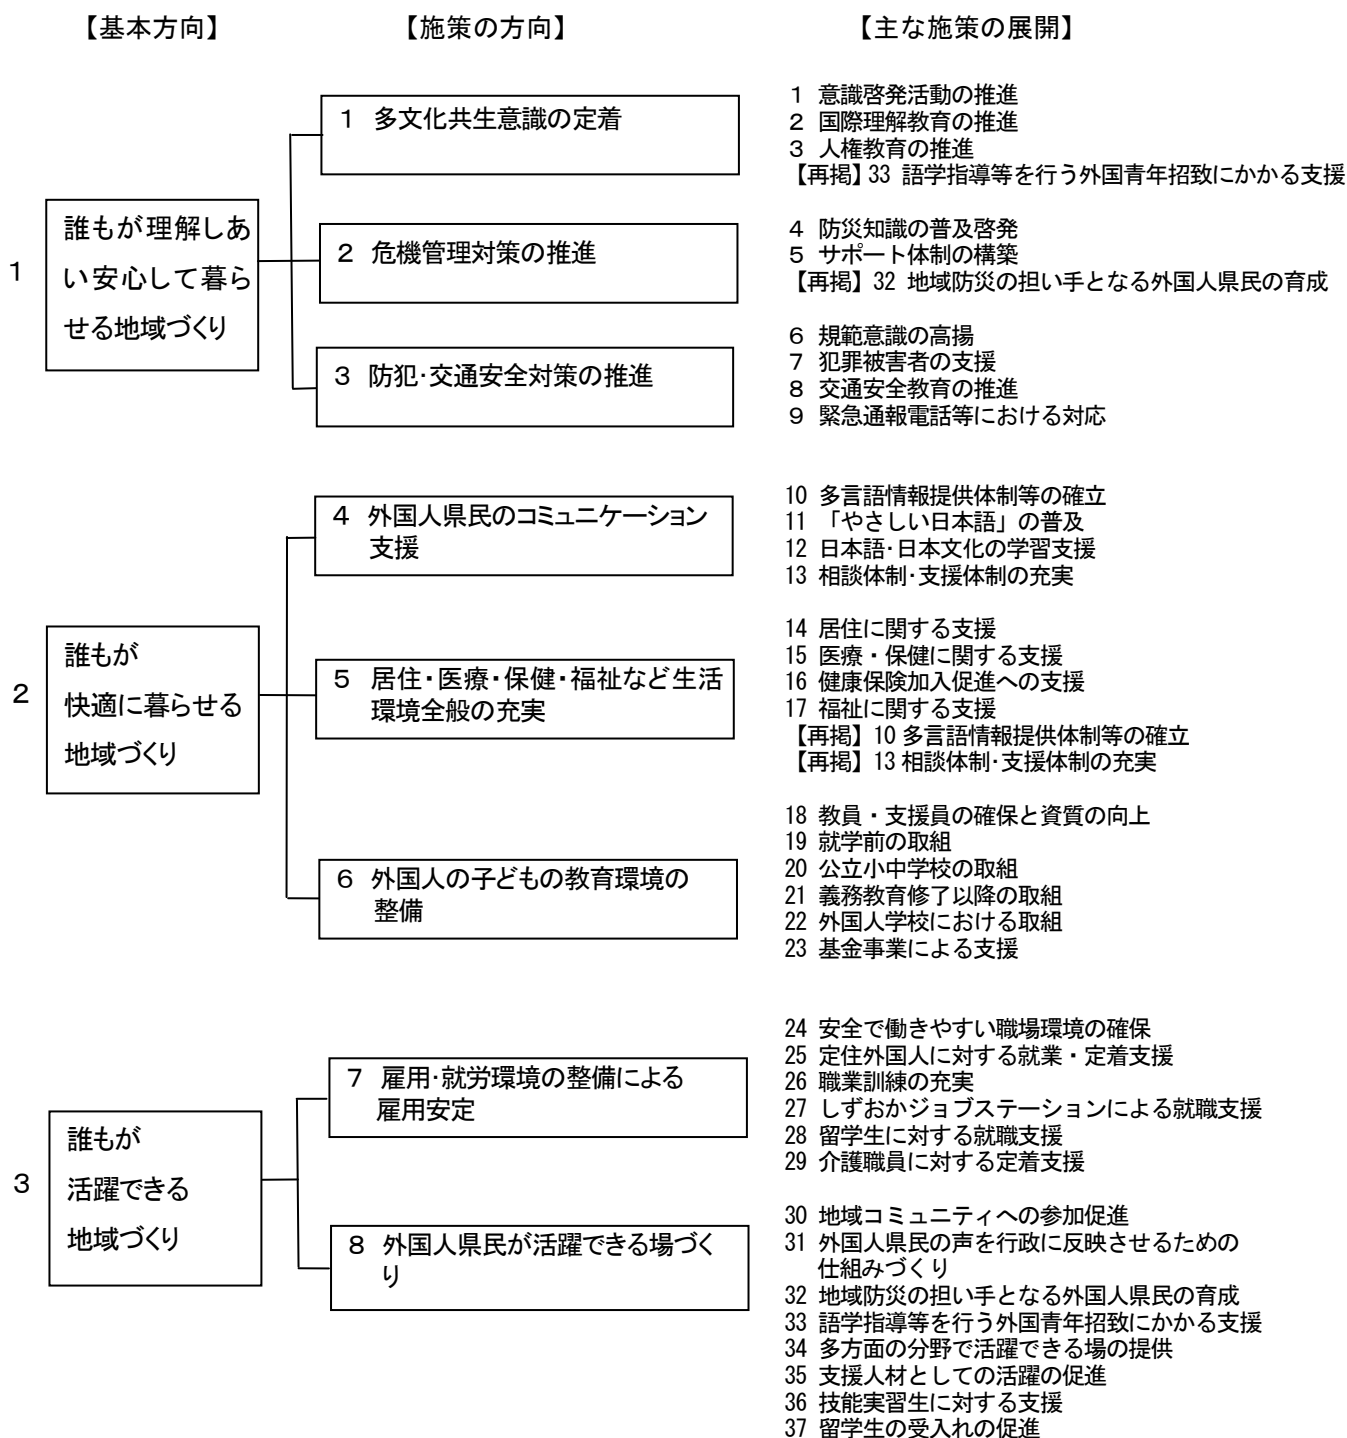 【基本方向】 【施策の方向】 【主な施策の展開】
1
誰もが理解しあ
い安心して暮ら
せる地域づくり
1 多文化共生意識の定着
1 意識啓発活動の推進
2 国際理解教育の推進
3 人権教育の推進
【再掲】33 語学指導等を行う外国青年招致にかかる支援
2 危機管理対策の推進
4 防災知識の普及啓発
5 サポート体制の構築
【再掲】32 地域防災の担い手となる外国人県民の育成
3 防犯・交通安全対策の推進
6 規範意識の高揚
7 犯罪被害者の支援
8 交通安全教育の推進
9 緊急通報電話等における対応
2
誰もが
快適に暮らせる
地域づくり
4 外国人県民のコミュニケーション
支援
10 多言語情報提供体制等の確立
11 「やさしい日本語」の普及
12 日本語・日本文化の学習支援
13 相談体制・支援体制の充実
5 居住・医療・保健・福祉など生活
環境全般の充実
14 居住に関する支援
15 医療・保健に関する支援
16 健康保険加入促進への支援
17 福祉に関する支援
【再掲】10 多言語情報提供体制等の確立
【再掲】13 相談体制・支援体制の充実
6 外国人の子どもの教育環境の
整備
18 教員・支援員の確保と資質の向上
19 就学前の取組
20 公立小中学校の取組
21 義務教育修了以降の取組
22 外国人学校における取組
23 基金事業による支援
3
誰もが
活躍できる
地域づくり
7 雇用・就労環境の整備による
雇用安定
24 安全で働きやすい職場環境の確保
25 定住外国人に対する就業・定着支援
26 職業訓練の充実
27 しずおかジョブステーションによる就職支援
28 留学生に対する就職支援
29 介護職員に対する定着支援
8 外国人県民が活躍できる場づく
り
30 地域コミュニティへの参加促進
31 外国人県民の声を行政に反映させるための
仕組みづくり
32 地域防災の担い手となる外国人県民の育成
33 語学指導等を行う外国青年招致にかかる支援
34 多方面の分野で活躍できる場の提供
35 支援人材としての活躍の促進
36 技能実習生に対する支援
37 留学生の受入れの促進